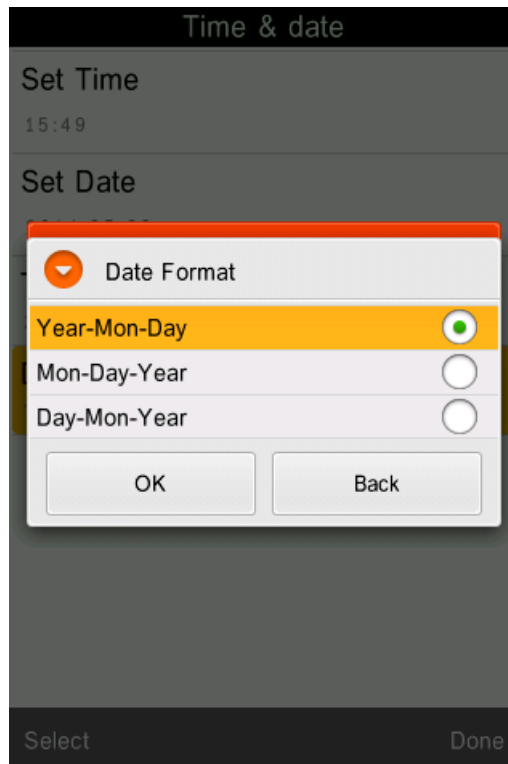 Time & date
Set Time
15:49
Set Date
Date Format
Year-Mon-Day
Mon-Day-Year
Day-Mon-Year
OK
Back
Select
Done